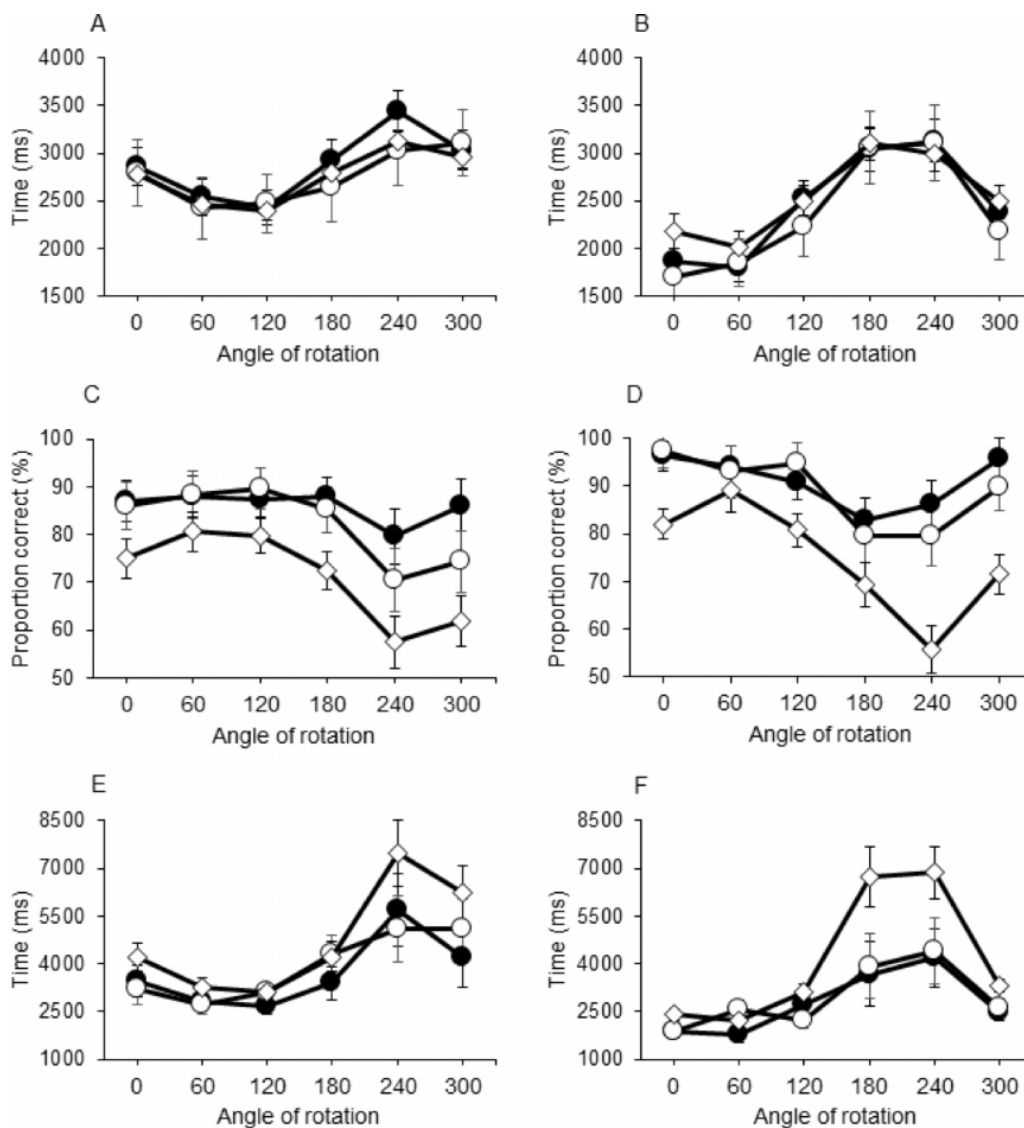 A
4000
3500
3000
2500
2000
1500
Time (ms)
0 60 120 180 240 300
Angle of rotation
B
4000
3500
3000
2500
2000
1500
Time (ms)
0 60 120 180 240 300
Angle of rotation
C
100
90
80
70
60
50
Proportion correct (%)
0 60 120 180 240 300
Angle of rotation
D
100
90
80
70
60
50
Proportion correct (%)
0 60 120 180 240 300
Angle of rotation
E
8500
7000
5500
4000
2500
1000
Time (ms)
0 60 120 180 240 300
Angle of rotation
F
8500
7000
5500
4000
2500
1000
Time (ms)
0 60 120 180 240 300
Angle of rotation